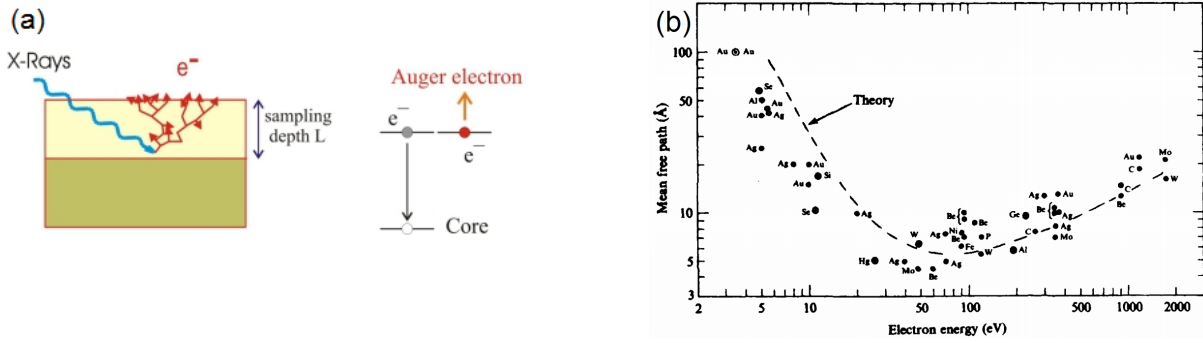 (a)
X-Rays
e-
sampling
depth L
Auger electron
e-
e-
Core
(b)
Mean free path (Å)
100
50
10
5
3
Au Au
Se
Al
Au
Au Ag
Ag
Ag Au
Si
Au
Se
Ag
W
Hg
Ag
Mo
Be
Ag
Ag
Ni
Be
Be
Be
Fe
P
W
Theory
Ge
Al
Ag Au
Be
Ag
C
Ag
Mo
Au
C
C
Be
Mo
W
2 5 10 50 100 500 1000 2000
Electron energy (eV)